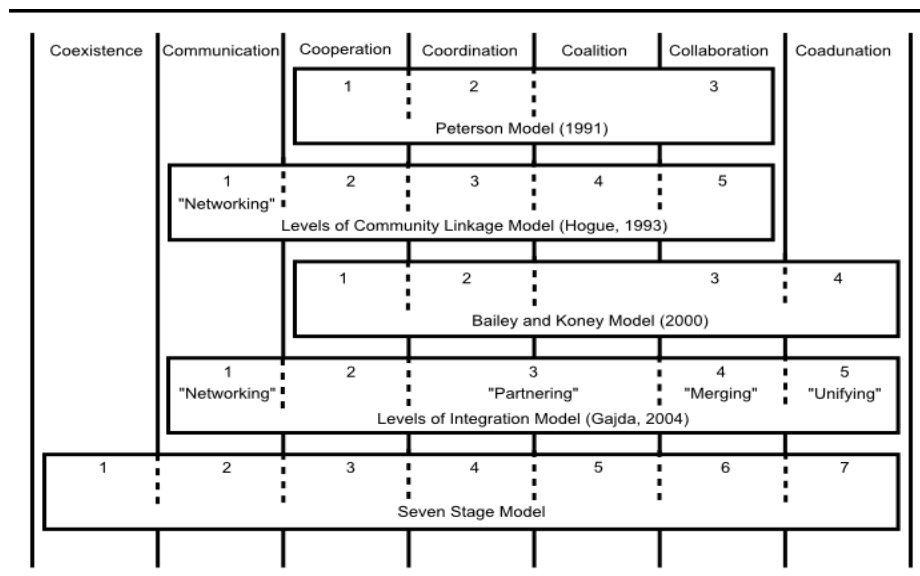 Coexistence Communication Cooperation Coordination Coalition Collaboration Coadunation
1 2 3
Peterson Model (1991)
1 2 3 4 5
"Networking"
Levels of Community Linkage Model (Hogue, 1993)
1 2 3 4
Bailey and Koney Model (2000)
1 2 3 4 5
"Networking" "Partnering" "Merging" "Unifying"
Levels of Integration Model (Gajda, 2004)
1 2 3 4 5 6 7
Seven Stage Model